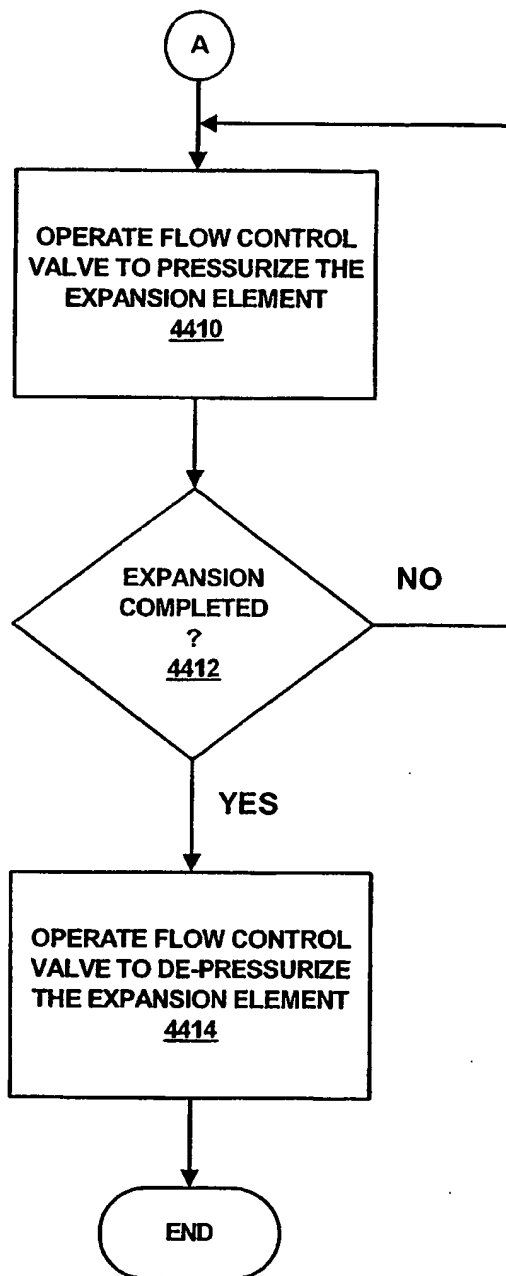 A
OPERATE FLOW CONTROL
VALVE TO PRESSURIZE THE
EXPANSION ELEMENT
4410
EXPANSION
COMPLETED
?
4412
NO
YES
OPERATE FLOW CONTROL
VALVE TO DE-PRESSURIZE
THE EXPANSION ELEMENT
4414
END